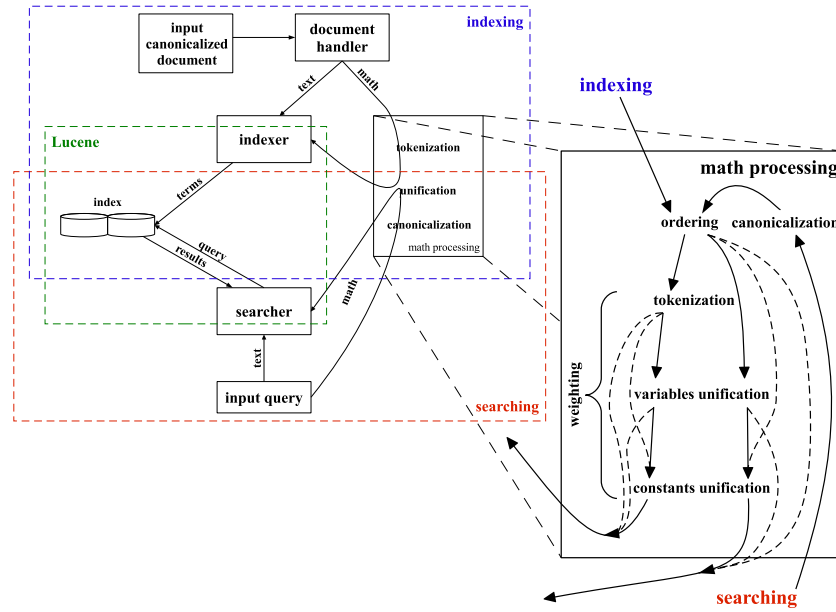 input
canonicalized
document
document
handler
indexing
text
math
Lucene
indexer
tokenization
terms
unification
index
canonicalization
math processing
query
results
math
searcher
text
input query
searching
indexing
math processing
ordering
canonicalization
tokenization
weighting
variables unification
constants unification
searching